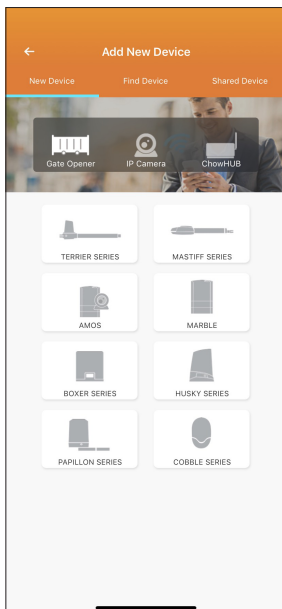 Add New Device
New Device Find Device Shared Device
Gate Opener IP Camera ChowHUB
TERRIER SERIES MASTIFF SERIES
AMOS MARBLE
BOXER SERIES HUSKY SERIES
PAPILLON SERIES COBBLE SERIES